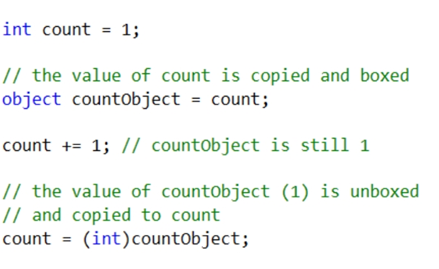 int count = 1;
// the value of count is copied and boxed
object countObject = count;
count += 1; // countObject is still 1
// the value of countObject (1) is unboxed
// and copied to count
count = (int)countObject;